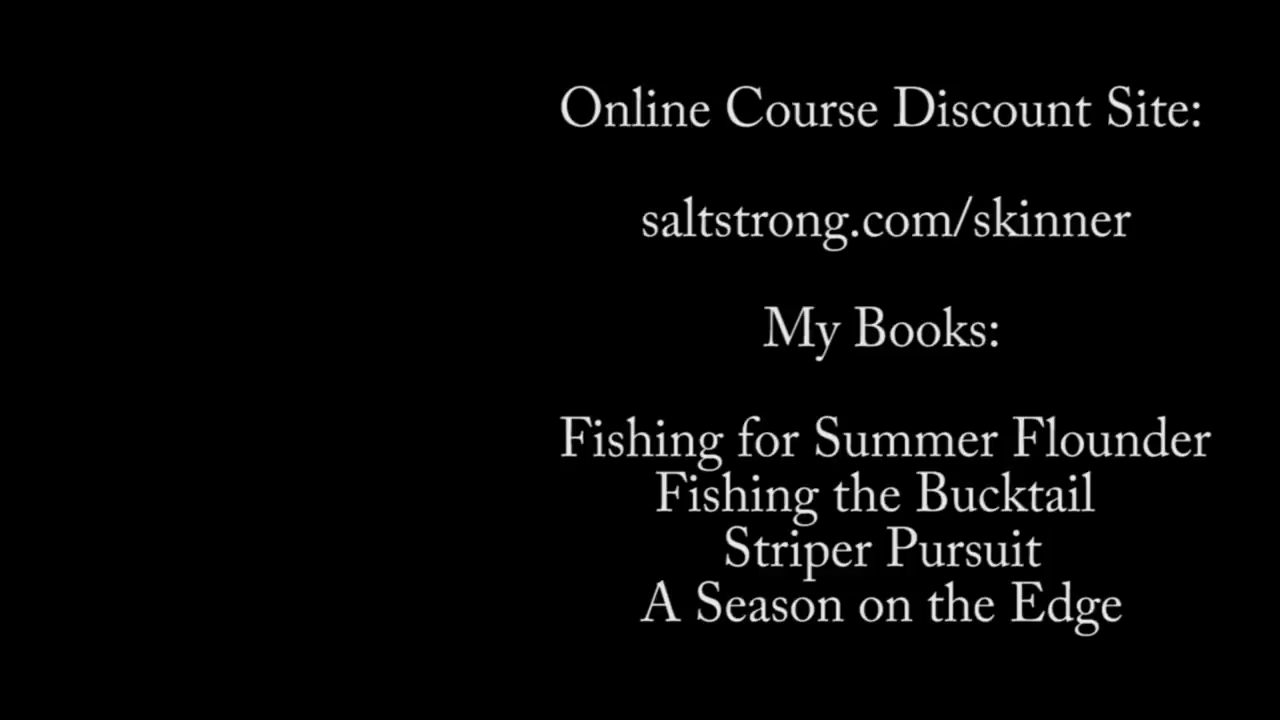 Online Course Discount Site:
saltstrong.com/skinner
My Books:
Fishing for Summer Flounder
Fishing the Bucktail
Striper Pursuit
A Season on the Edge